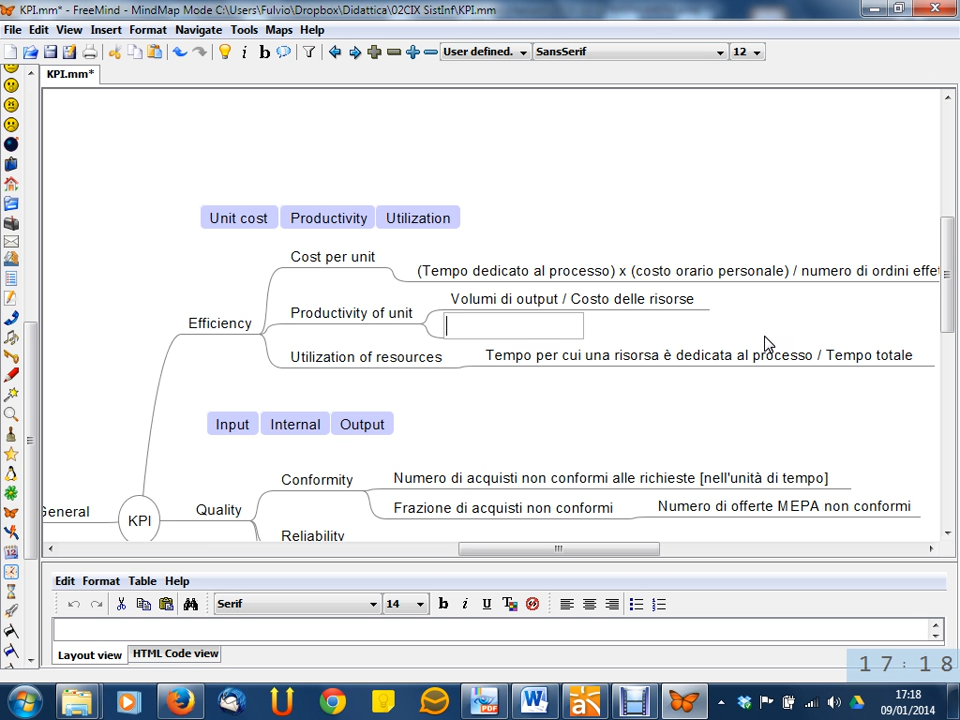 KPI.mm* - FreeMind - MindMap Mode C:\Users\Fulvio\Dropbox\Didattica\02CIX SistInf\KPI.mm
File Edit View Insert Format Navigate Tools Maps Help
User defined. SansSerif 12
KPI.mm*
Unit cost Productivity Utilization
Cost per unit
(Tempo dedicato al processo) x (costo orario personale) / numero di ordini effet
Volumi di output / Costo delle risorse
Productivity of unit
Efficiency
Utilization of resources
Tempo per cui una risorsa è dedicata al processo / Tempo totale
Input Internal Output
Conformity
Numero di acquisti non conformi alle richieste [nell'unità di tempo]
Frazione di acquisti non conformi
Numero di offerte MEPA non conformi
General
KPI
Quality
Reliability
Edit Format Table Help
Serif 14
Layout view HTML Code view
17:18
17:18
09/01/2014